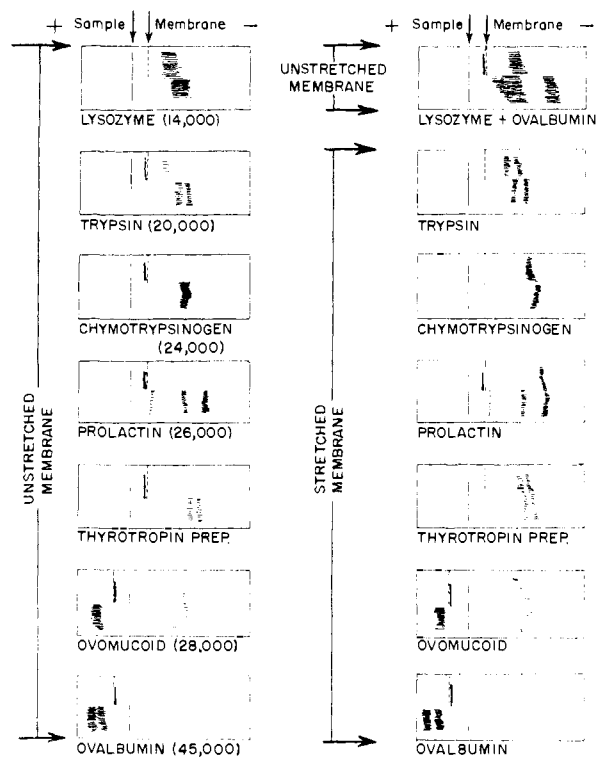 + Sample Membrane −
LYSOZYME (14,000)
TRYPSIN (20,000)
CHYMOTRYPSINOGEN
(24,000)
PROLACTIN (26,000)
THYROTROPIN PREP.
OVOMUCOID (28,000)
OVALBUMIN (45,000)
UNSTRETCHED
MEMBRANE
+ Sample Membrane −
UNSTRETCHED
MEMBRANE
LYSOZYME + OVALBUMIN
TRYPSIN
CHYMOTRYPSINOGEN
PROLACTIN
THYROTROPIN PREP.
OVOMUCOID
OVALBUMIN
STRETCHED
MEMBRANE